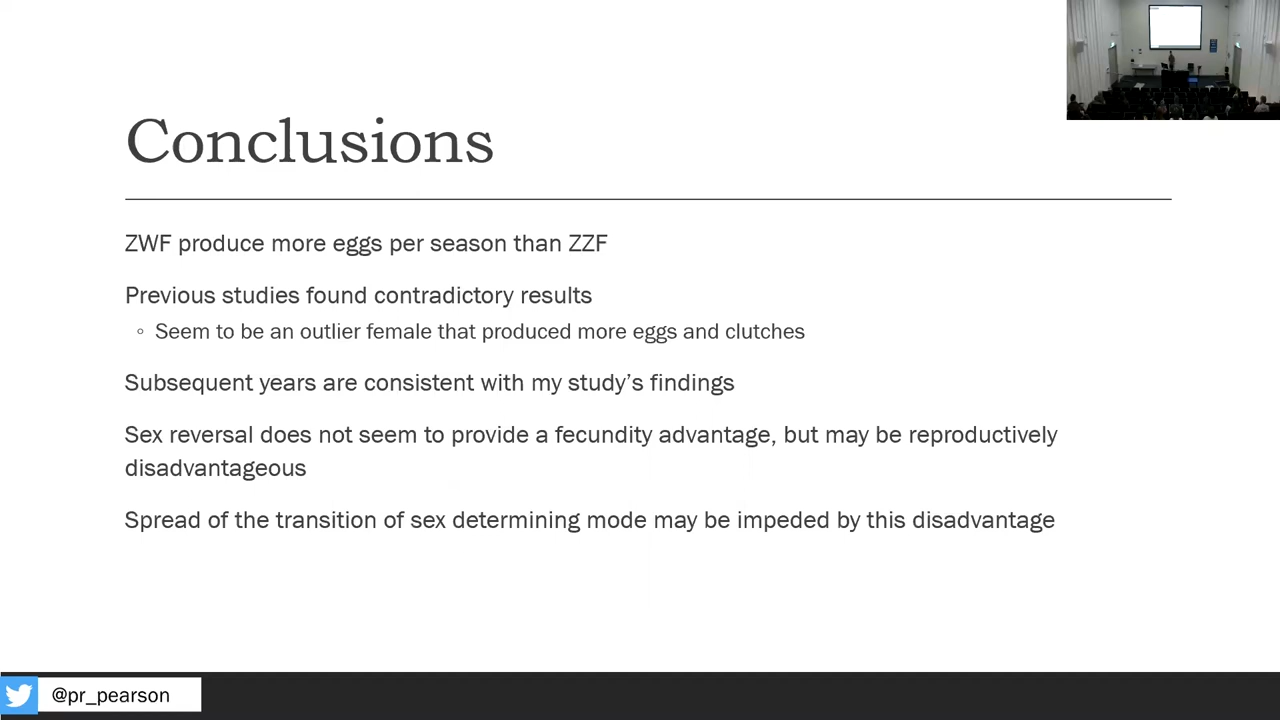 Conclusions
ZWF produce more eggs per season than ZZF
Previous studies found contradictory results
◦ Seem to be an outlier female that produced more eggs and clutches
Subsequent years are consistent with my study's findings
Sex reversal does not seem to provide a fecundity advantage, but may be reproductively
disadvantageous
Spread of the transition of sex determining mode may be impeded by this disadvantage
@pr_pearson